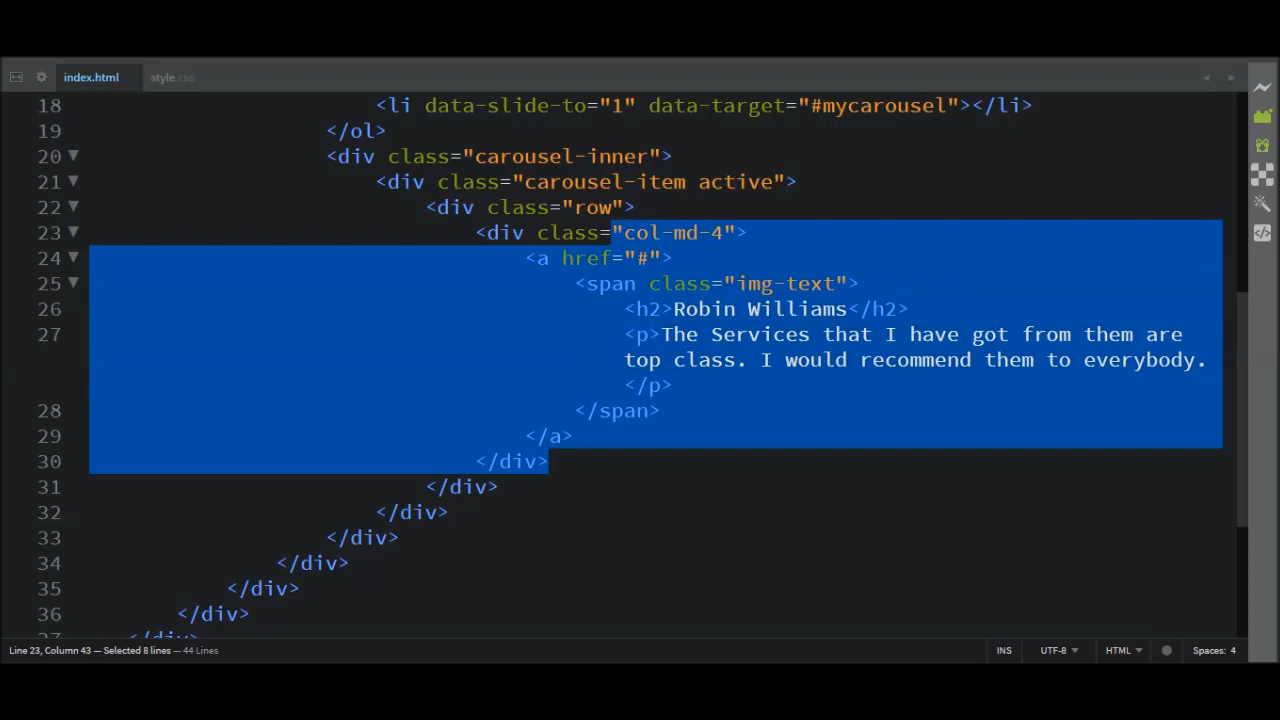 index.html style.css
18 <li data-slide-to="1" data-target="#mycarousel"></li>
19 </ol>
20 <div class="carousel-inner">
21 <div class="carousel-item active">
22 <div class="row">
23 <div class="col-md-4">
24 <a href="#">
25 <span class="img-text">
26 <h2>Robin Williams</h2>
27 <p>The Services that I have got from them are
top class. I would recommend them to everybody.
</p>
28 </span>
29 </a>
30 </div>
31 </div>
32 </div>
33 </div>
34 </div>
35 </div>
36 </div>
37 </div>
Line 23, Column 43 — Selected 8 lines — 44 Lines INS UTF-8 HTML Spaces: 4